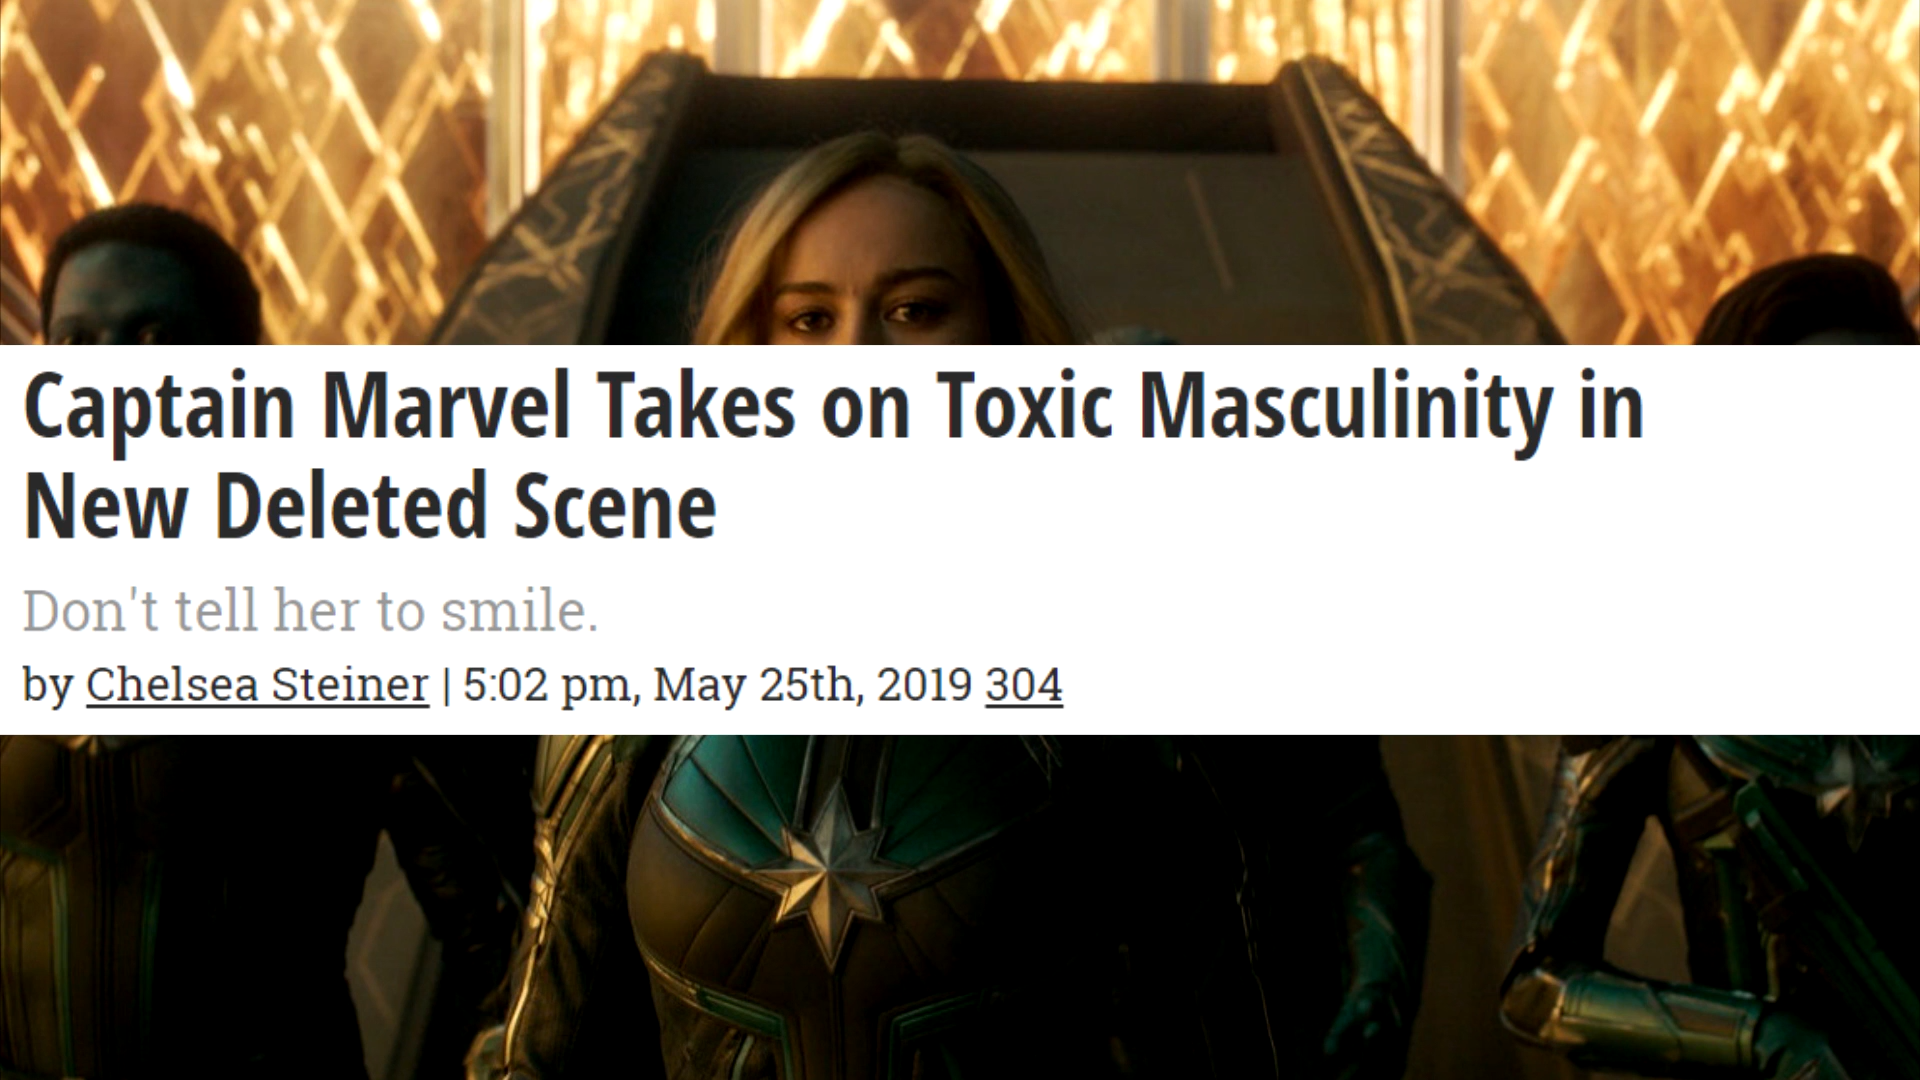 Captain Marvel Takes on Toxic Masculinity in
New Deleted Scene
Don't tell her to smile.
by Chelsea Steiner | 5:02 pm, May 25th, 2019 304